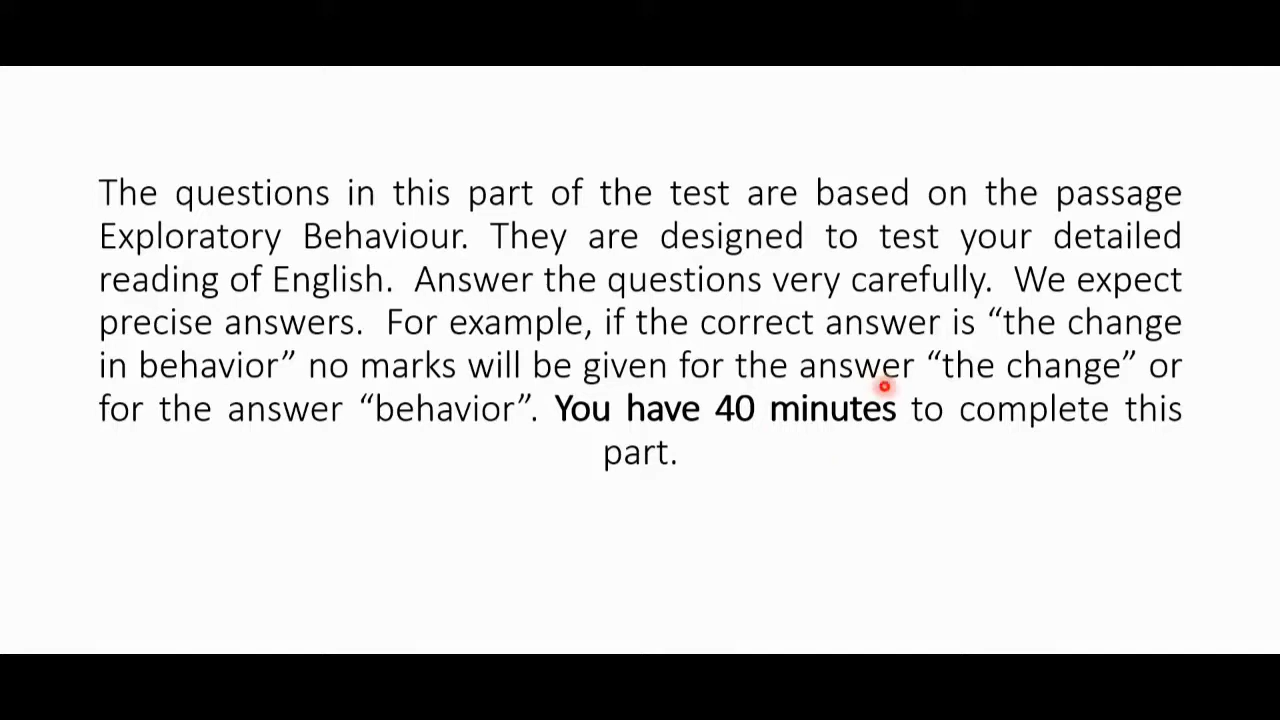 The questions in this part of the test are based on the passage
Exploratory Behaviour. They are designed to test your detailed
reading of English. Answer the questions very carefully. We expect
precise answers. For example, if the correct answer is “the change
in behavior” no marks will be given for the answer “the change” or
for the answer “behavior”. You have 40 minutes to complete this
part.